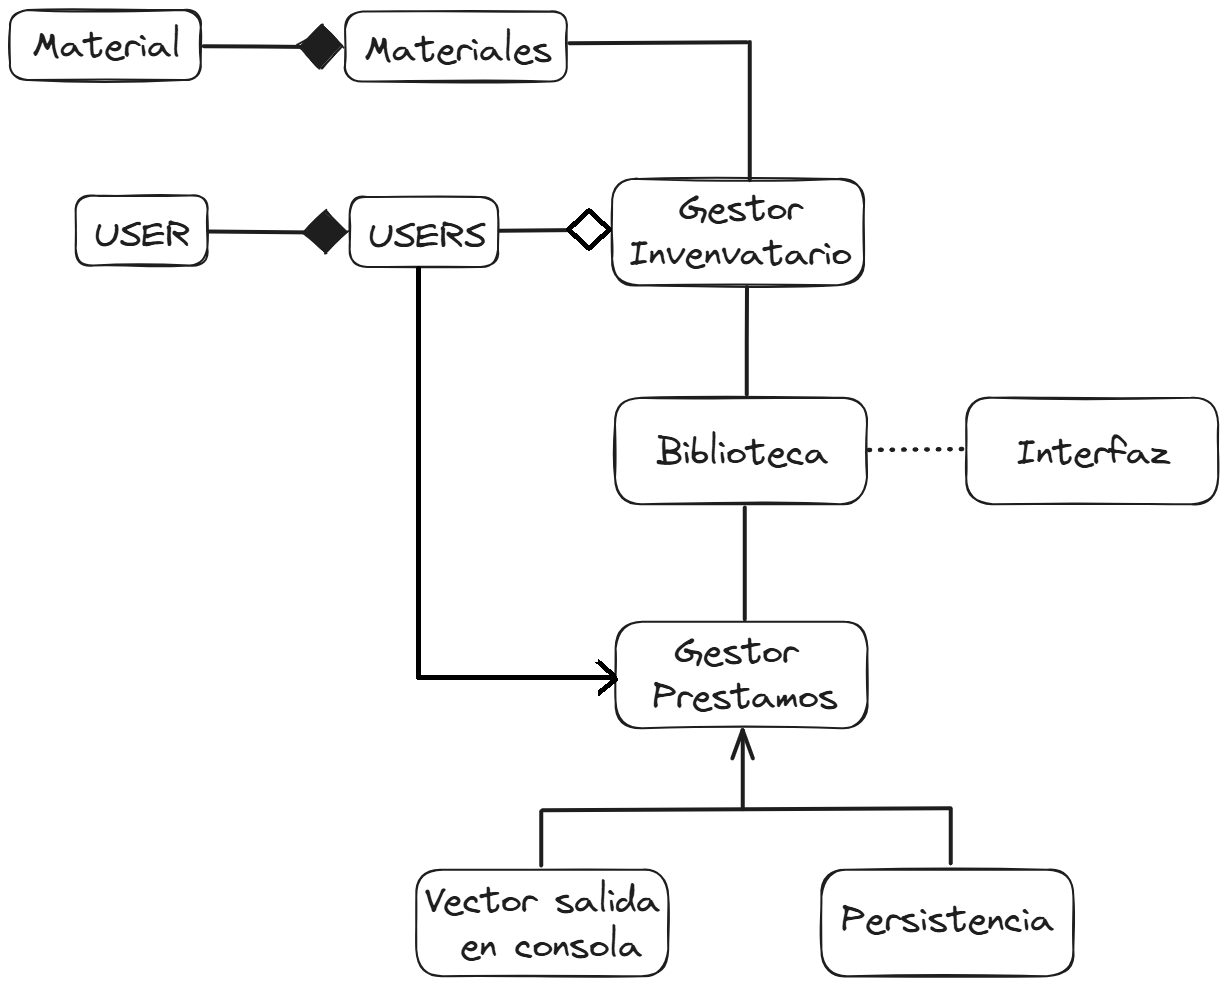 Material
Materiales
USER
USERS
Gestor
Invenvatario
Biblioteca
Interfaz
Gestor
Prestamos
Vector salida
en consola
Persistencia